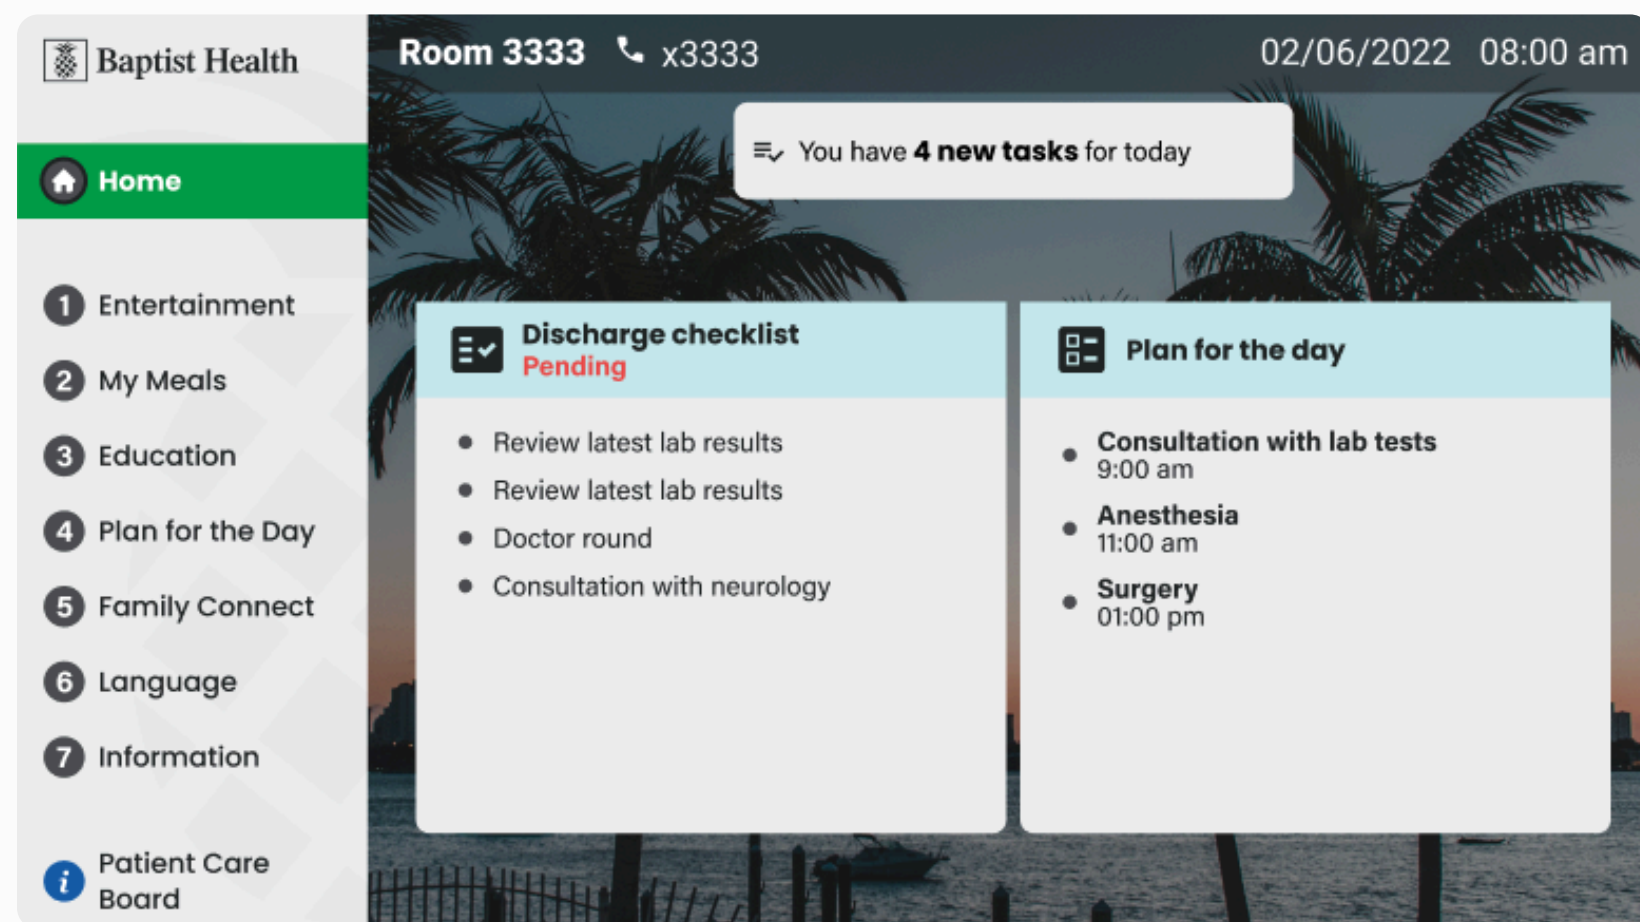 Baptist Health
Room 3333 x3333 02/06/2022 08:00 am
You have 4 new tasks for today
Home
1 Entertainment
2 My Meals
3 Education
4 Plan for the Day
5 Family Connect
6 Language
7 Information
i Patient Care
Board
Discharge checklist
Pending
Review latest lab results
Review latest lab results
Doctor round
Consultation with neurology
Plan for the day
Consultation with lab tests
9:00 am
Anesthesia
11:00 am
Surgery
01:00 pm